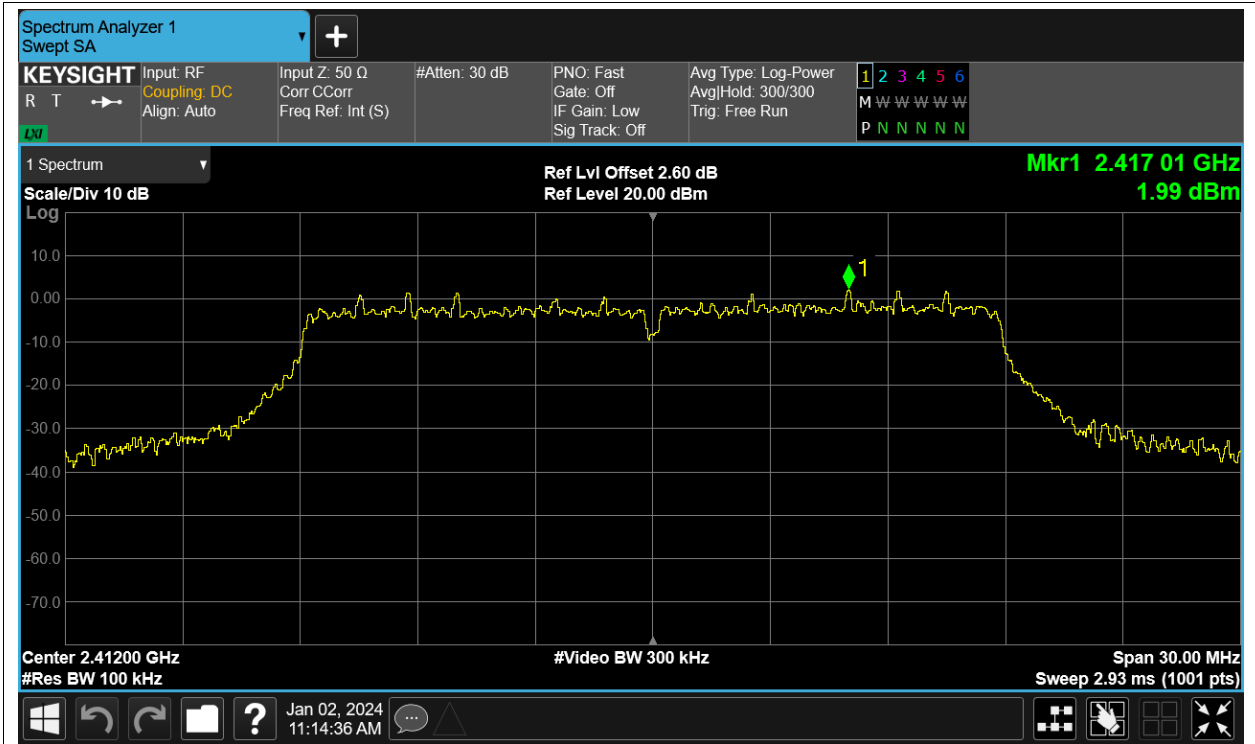 Spectrum Analyzer 1
Swept SA
KEYSIGHT
R T
LXI
Input: RF
Coupling: DC
Align: Auto
Input Z: 50 Ω
Corr CCorr
Freq Ref: Int (S)
#Atten: 30 dB
PNO: Fast
Gate: Off
IF Gain: Low
Sig Track: Off
Avg Type: Log-Power
Avg|Hold: 300/300
Trig: Free Run
1 2 3 4 5 6
M W W W W W
P N N N N N
1 Spectrum
Scale/Div 10 dB
Ref Lvl Offset 2.60 dB
Ref Level 20.00 dBm
Mkr1 2.417 01 GHz
1.99 dBm
Log
10.0
0.00
-10.0
-20.0
-30.0
-40.0
-50.0
-60.0
-70.0
1
Center 2.41200 GHz
#Res BW 100 kHz
#Video BW 300 kHz
Span 30.00 MHz
Sweep 2.93 ms (1001 pts)
?
Jan 02, 2024
11:14:36 AM